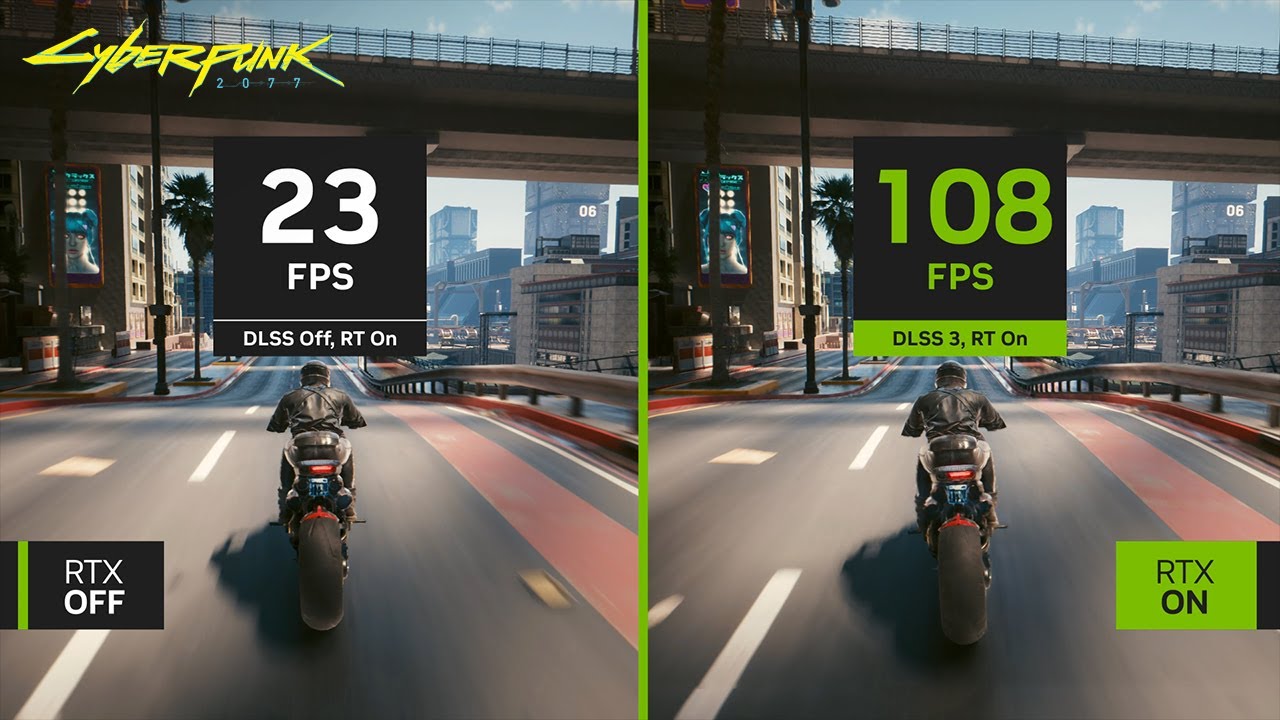 CYBERPUNK
2077
23
FPS
DLSS Off, RT On
06
RTX
OFF
108
FPS
DLSS 3, RT On
06
RTX
ON